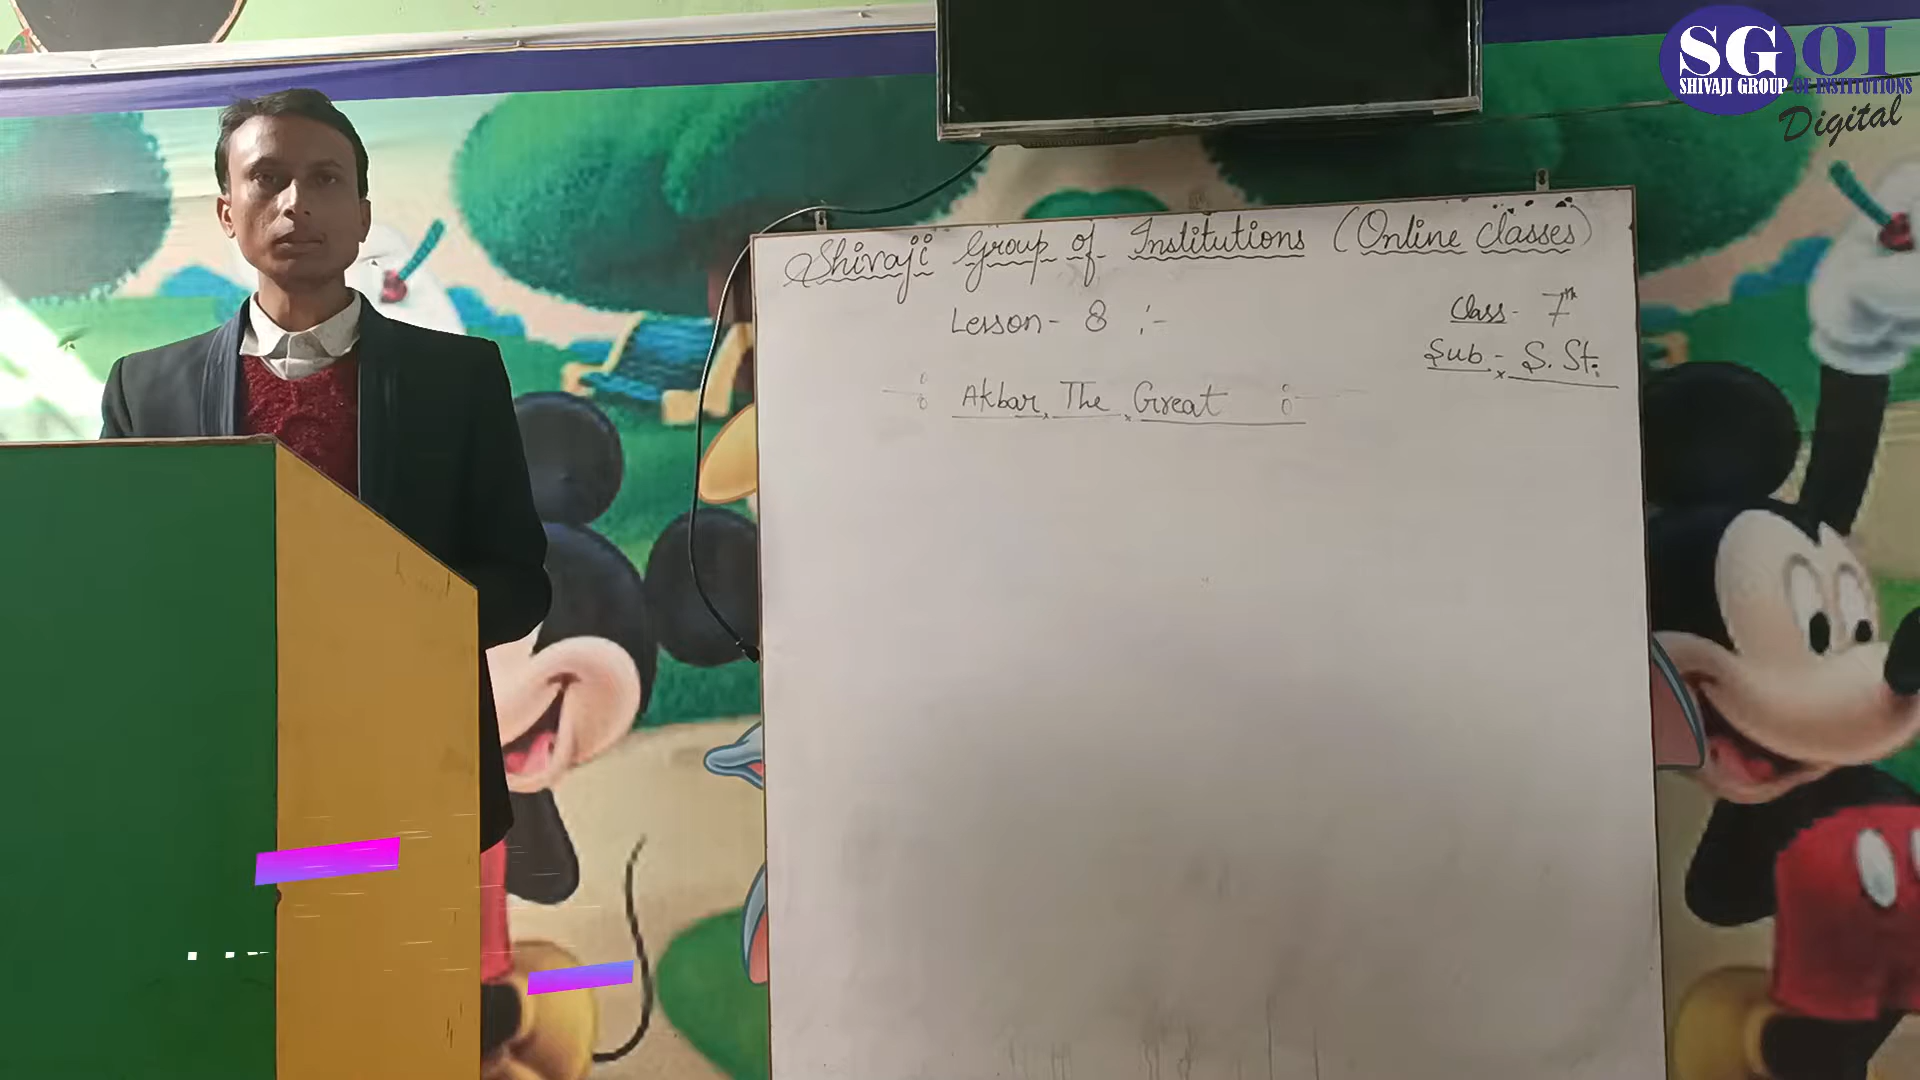 SGOI
SHIVAJI GROUP OF INSTITUTIONS
Digital
Shivaji Group of Institutions (Online classes)
Lesson- 8 :-
Class- 7th
Sub- S. St.
Akbar The Great